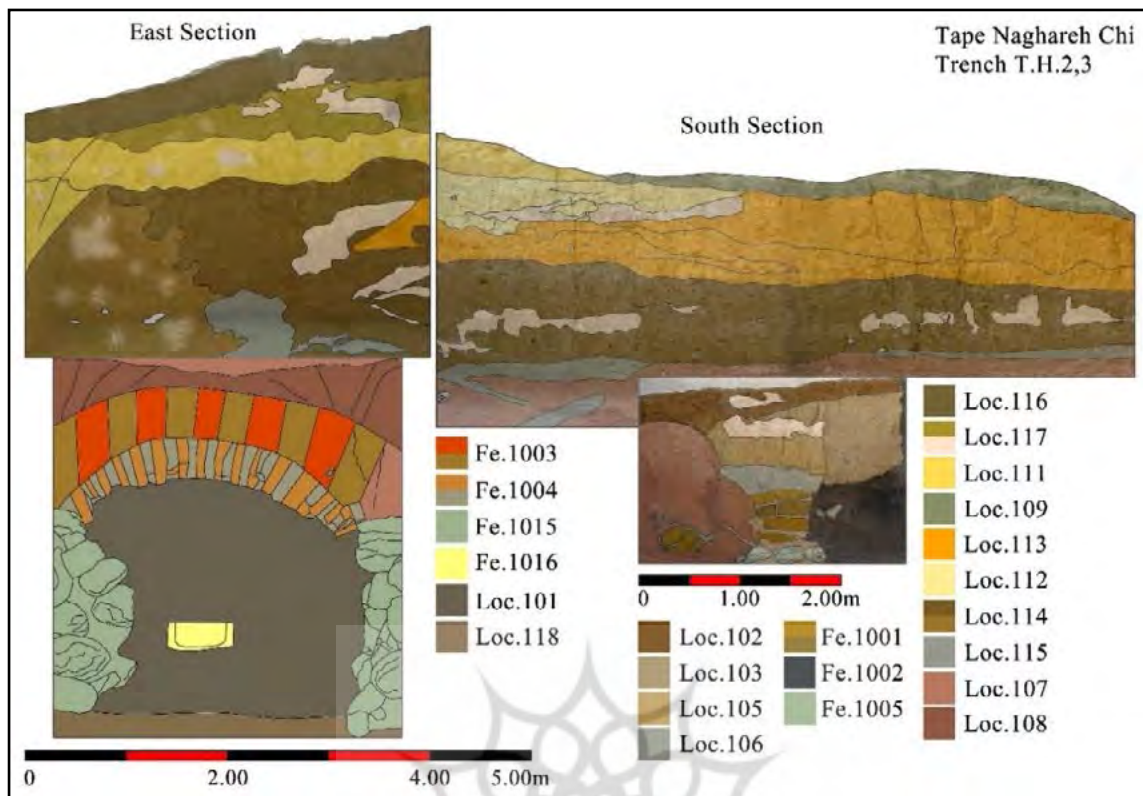 East Section
Tape Naghareh Chi
Trench T.H.2,3
South Section
Fe.1003
Fe.1004
Fe.1015
Fe.1016
Loc.101
Loc.118
0 2.00 4.00 5.00m
0 1.00 2.00m
Loc.102
Loc.103
Loc.105
Loc.106
Fe.1001
Fe.1002
Fe.1005
Loc.116
Loc.117
Loc.111
Loc.109
Loc.113
Loc.112
Loc.114
Loc.115
Loc.107
Loc.108